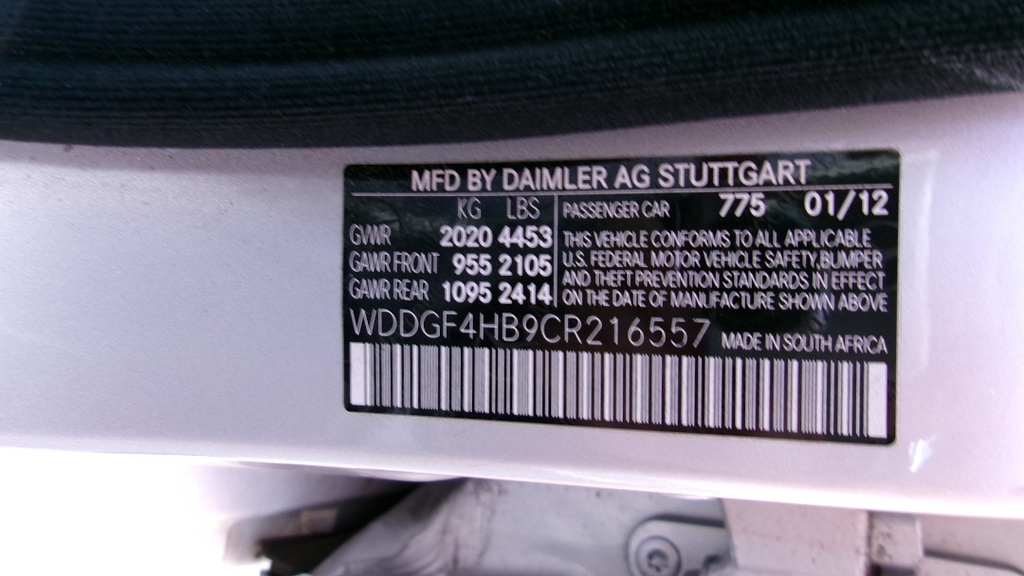 MFD BY DAIMLER AG STUTTGART
KG LBS
GVWR 2020 4453
GAWR FRONT 955 2105
GAWR REAR 1095 2414
PASSENGER CAR 775 01/12
THIS VEHICLE CONFORMS TO ALL APPLICABLE
U.S. FEDERAL MOTOR VEHICLE SAFETY,BUMPER
AND THEFT PREVENTION STANDARDS IN EFFECT
ON THE DATE OF MANUFACTURE SHOWN ABOVE
WDDGF4HB9CR216557 MADE IN SOUTH AFRICA